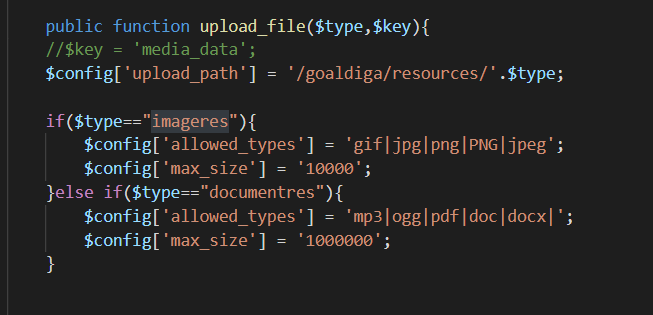 public function upload_file($type,$key){
//$key = 'media_data';
$config['upload_path'] = '/goaldiga/resources/'.$type;
if($type=="imageres"){
$config['allowed_types'] = 'gif|jpg|png|PNG|jpeg';
$config['max_size'] = '10000';
}else if($type=="documentres"){
$config['allowed_types'] = 'mp3|ogg|pdf|doc|docx|';
$config['max_size'] = '1000000';
}